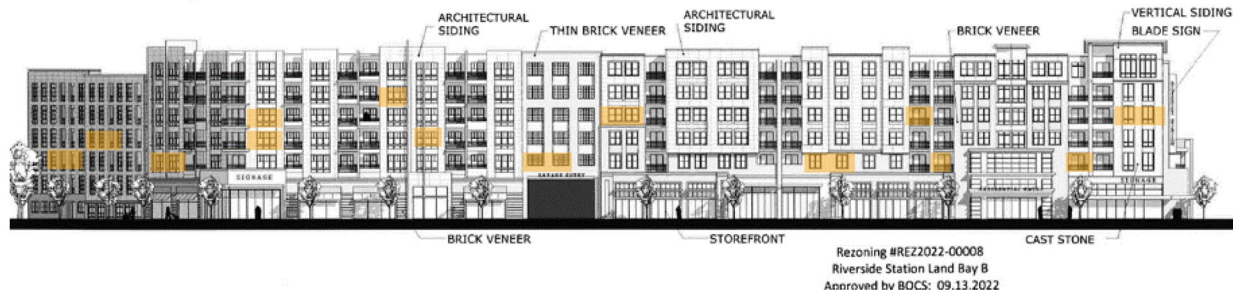 ARCHITECTURAL
SIDING
THIN BRICK VENEER
ARCHITECTURAL
SIDING
BRICK VENEER
VERTICAL SIDING
BLADE SIGN
SIGNAGE
GARAGE ENTRY
SIGNAGE
BRICK VENEER
STOREFRONT
CAST STONE
Rezoning #REZ2022-00008
Riverside Station Land Bay B
Approved by BOCS: 09.13.2022